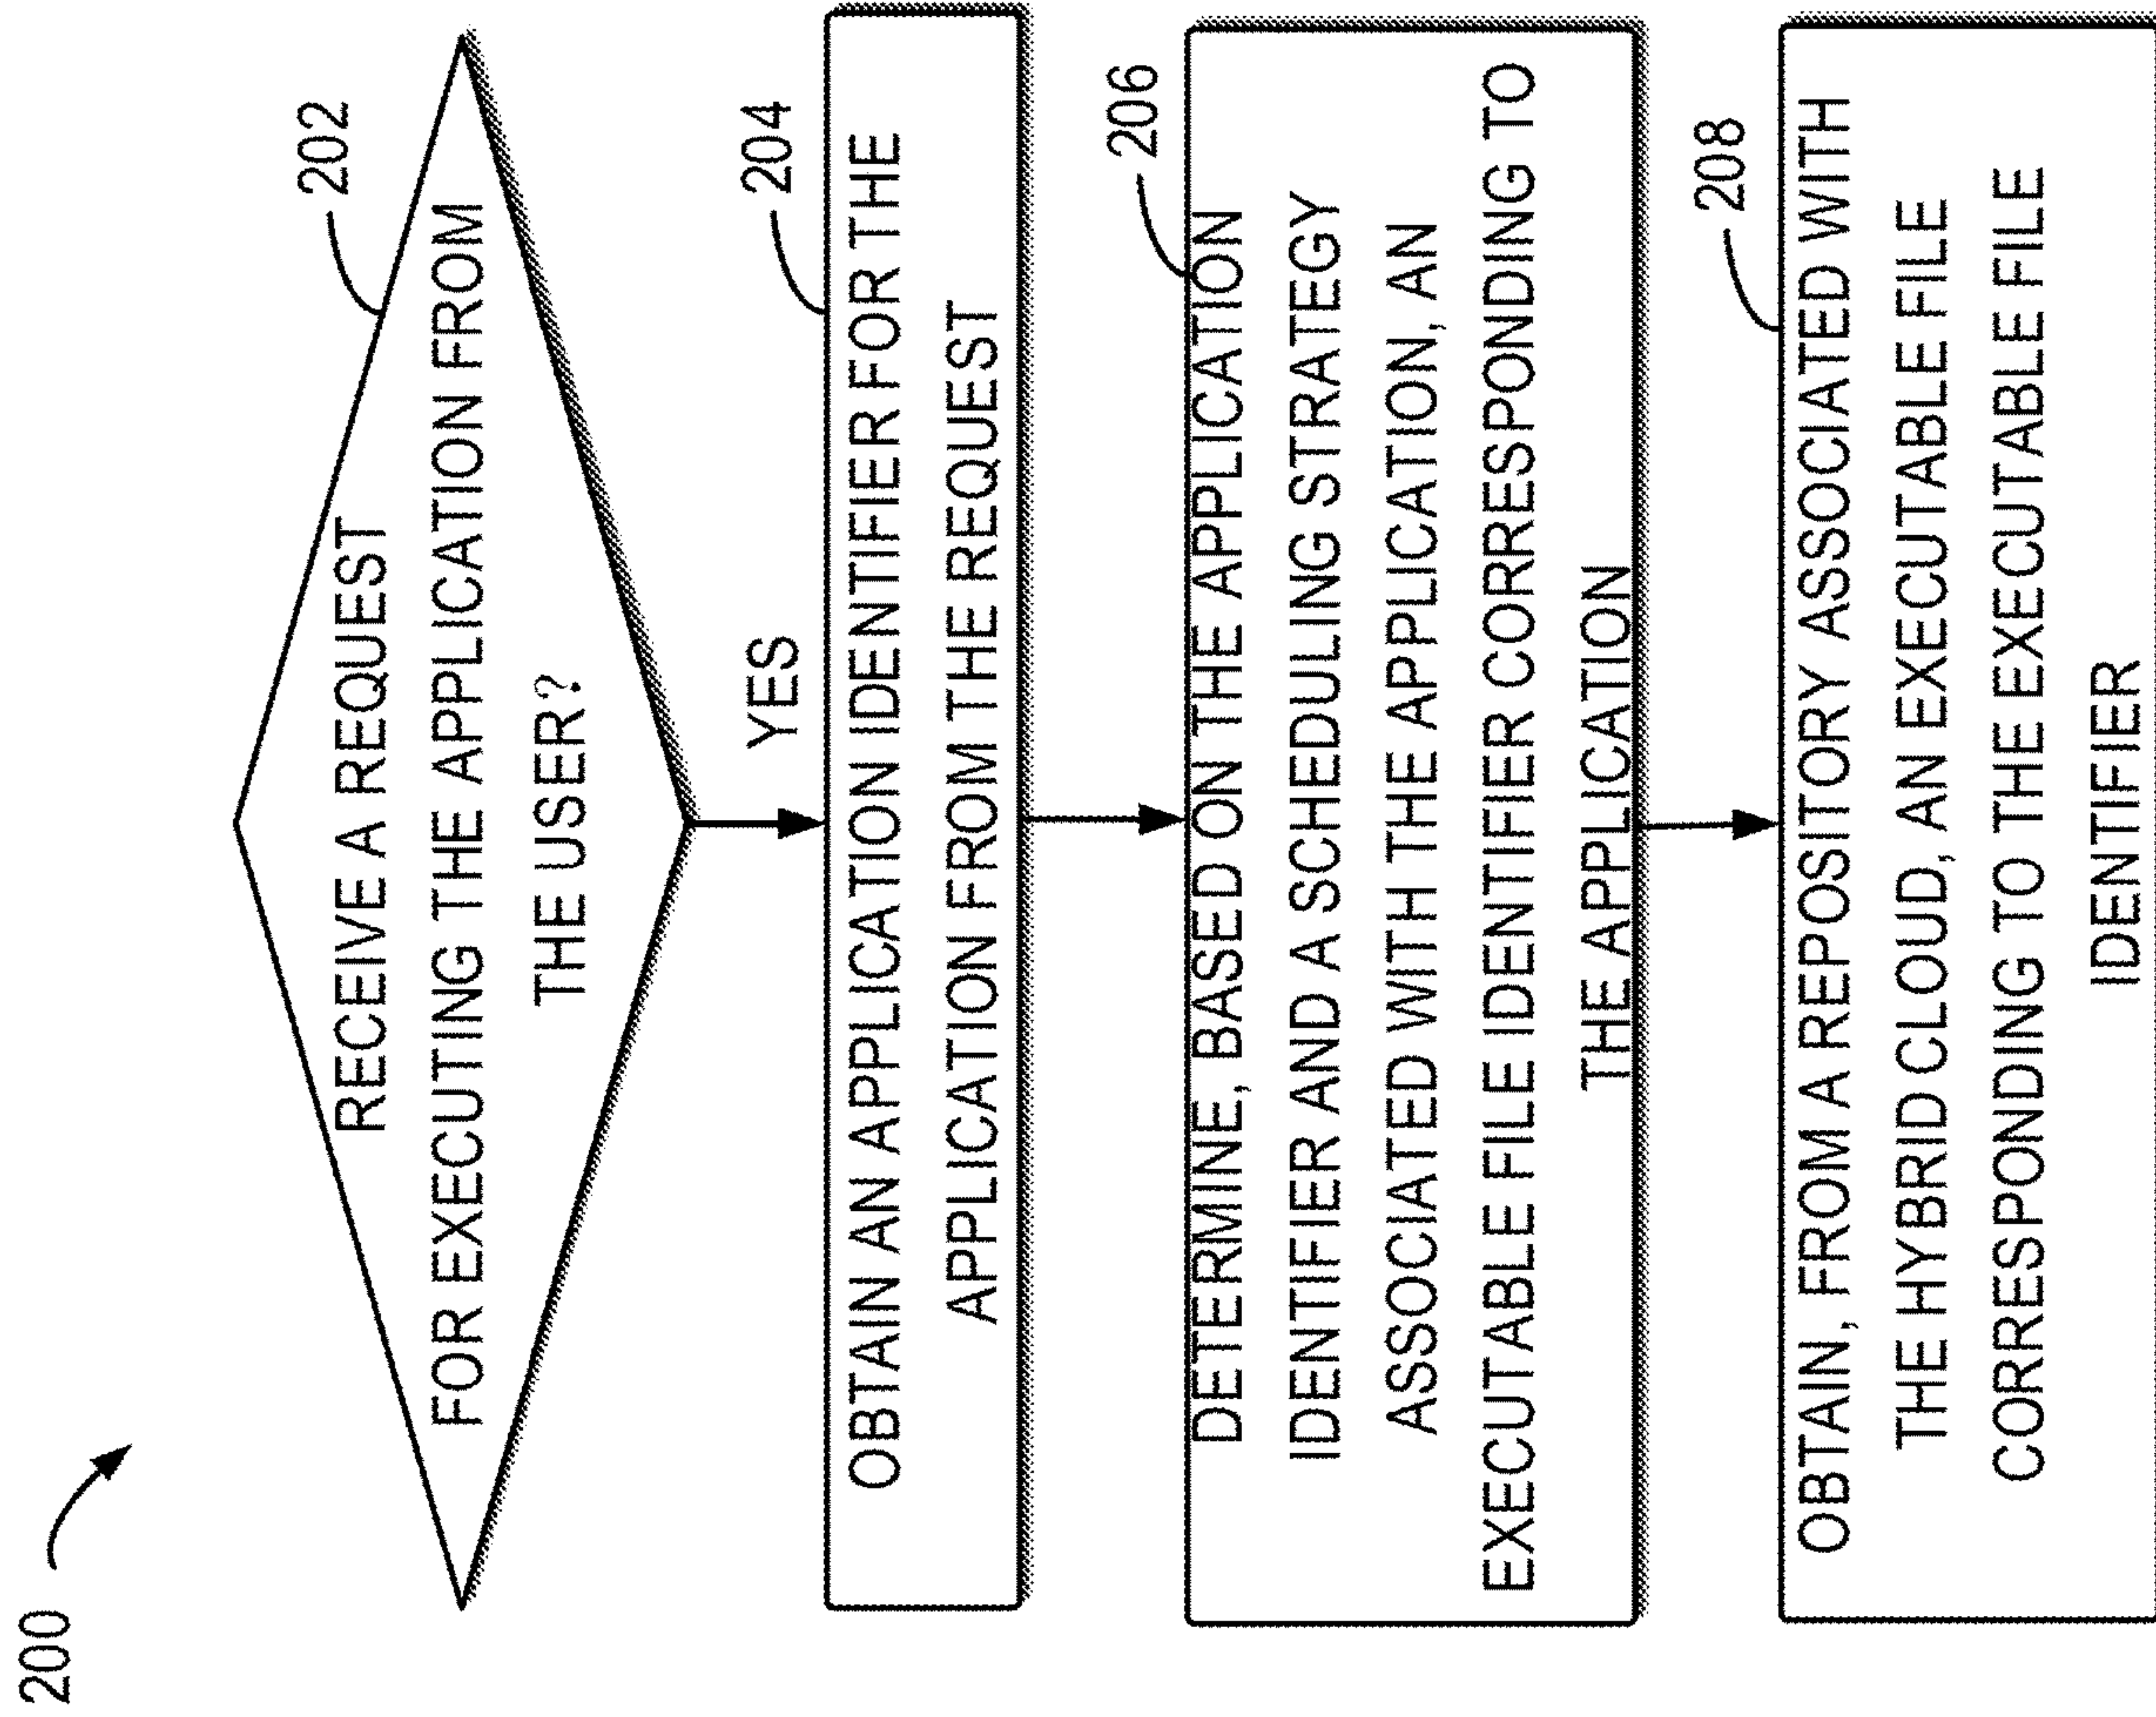 200
202
RECEIVE A REQUEST
FOR EXECUTING THE APPLICATION FROM
THE USER?
YES
204
OBTAIN AN APPLICATION IDENTIFIER FOR THE
APPLICATION FROM THE REQUEST
206
DETERMINE, BASED ON THE APPLICATION
IDENTIFIER AND A SCHEDULING STRATEGY
ASSOCIATED WITH THE APPLICATION, AN
EXECUTABLE FILE IDENTIFIER CORRESPONDING TO
THE APPLICATION
208
OBTAIN, FROM A REPOSITORY ASSOCIATED WITH
THE HYBRID CLOUD, AN EXECUTABLE FILE
CORRESPONDING TO THE EXECUTABLE FILE
IDENTIFIER